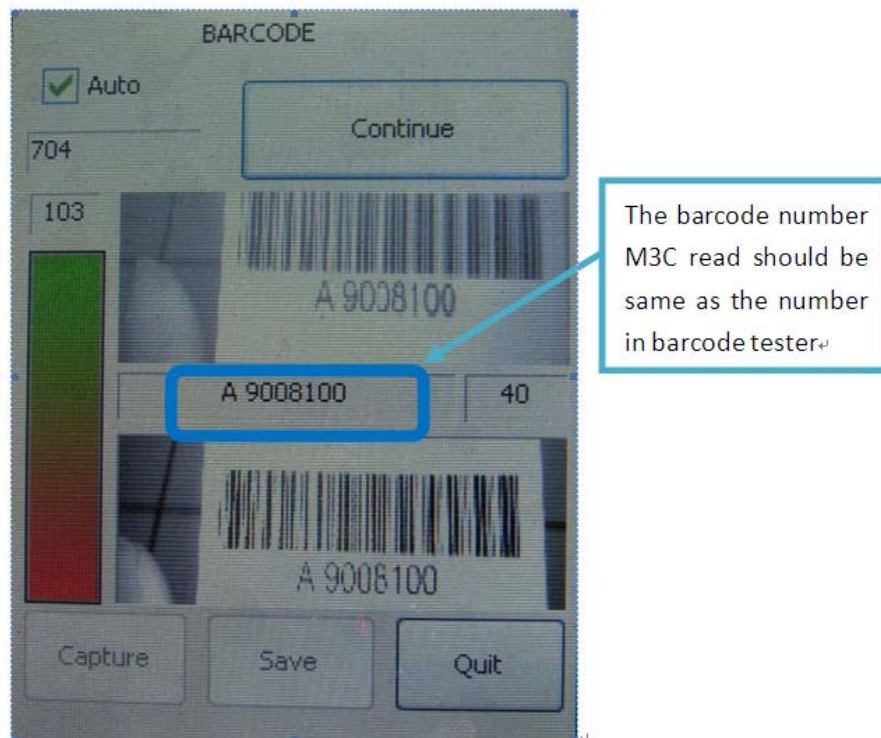 BARCODE
Auto
Continue
704
103
A 9008100
A 9008100
40
A 9008100
Capture
Save
Quit
The barcode number
M3C read should be
same as the number
in barcode tester